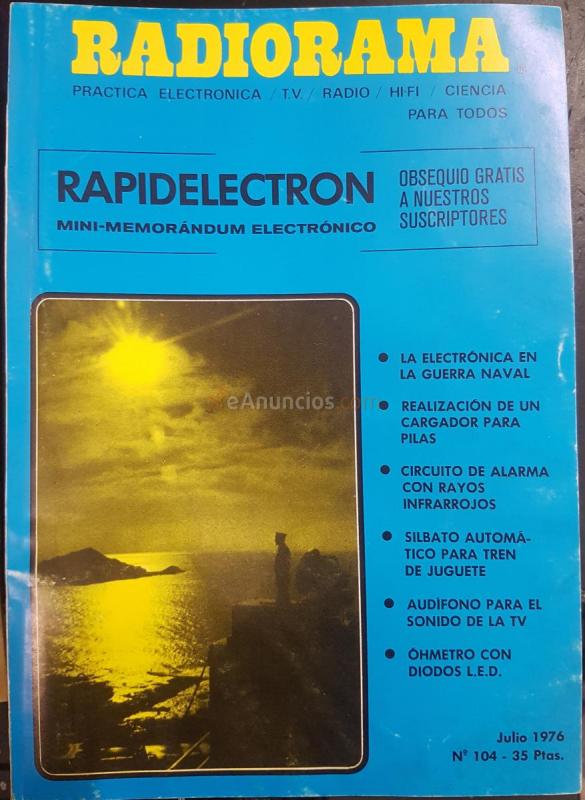 RADIORAMA
PRACTICA ELECTRONICA / T.V. / RADIO / HI-FI / CIENCIA
PARA TODOS
RAPIDELECTRON
MINI-MEMORÁNDUM ELECTRÓNICO
OBSEQUIO GRATIS
A NUESTROS
SUSCRIPTORES
eAnuncios.com
● LA ELECTRÓNICA EN
LA GUERRA NAVAL
● REALIZACIÓN DE UN
CARGADOR PARA
PILAS
● CIRCUITO DE ALARMA
CON RAYOS
INFRARROJOS
● SILBATO AUTOMÁ-
TICO PARA TREN
DE JUGUETE
● AUDÍFONO PARA EL
SONIDO DE LA TV
● ÓHMETRO CON
DIODOS L.E.D.
Julio 1976
Nº 104 - 35 Ptas.